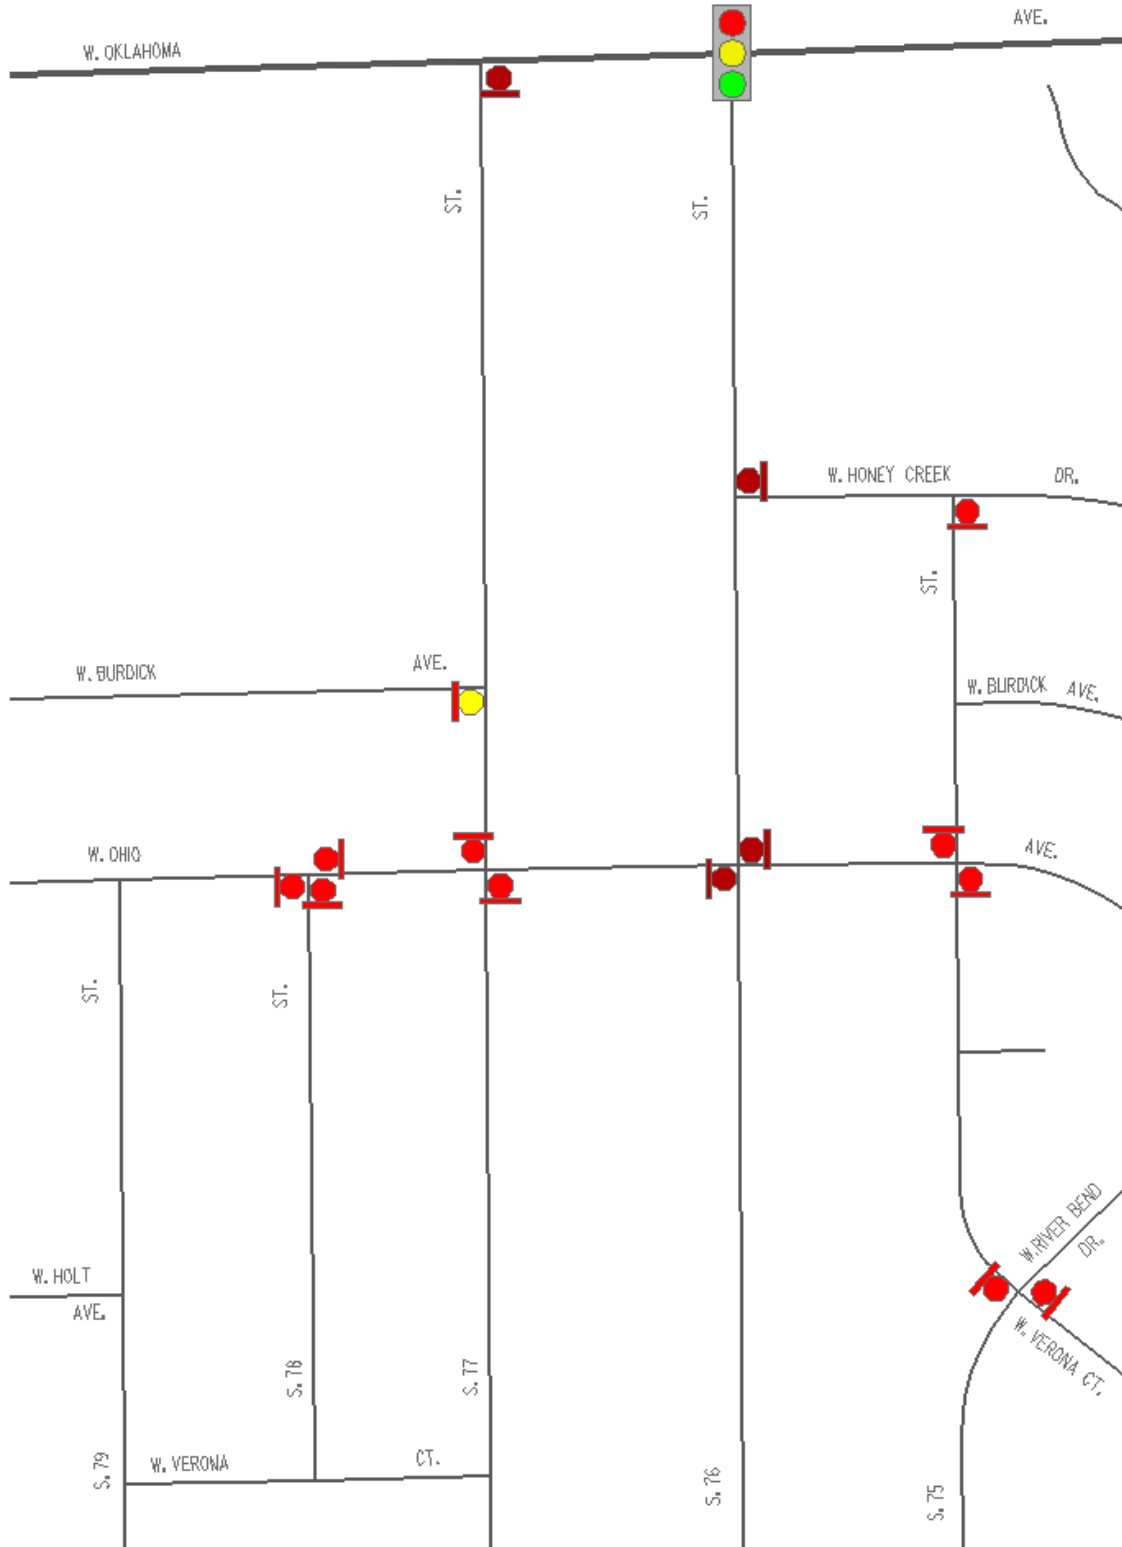 AVE.
W. OKLAHOMA
ST.
ST.
W. HONEY CREEK
DR.
ST.
AVE.
W. BURDICK
W. BURDICK
AVE.
W. OHIO
AVE.
ST.
ST.
W. RIVER BEND
DR.
W. HOLT
AVE.
W. VERONA CT.
S. 78
S. 77
CT.
W. VERONA
S. 79
S. 76
S. 75